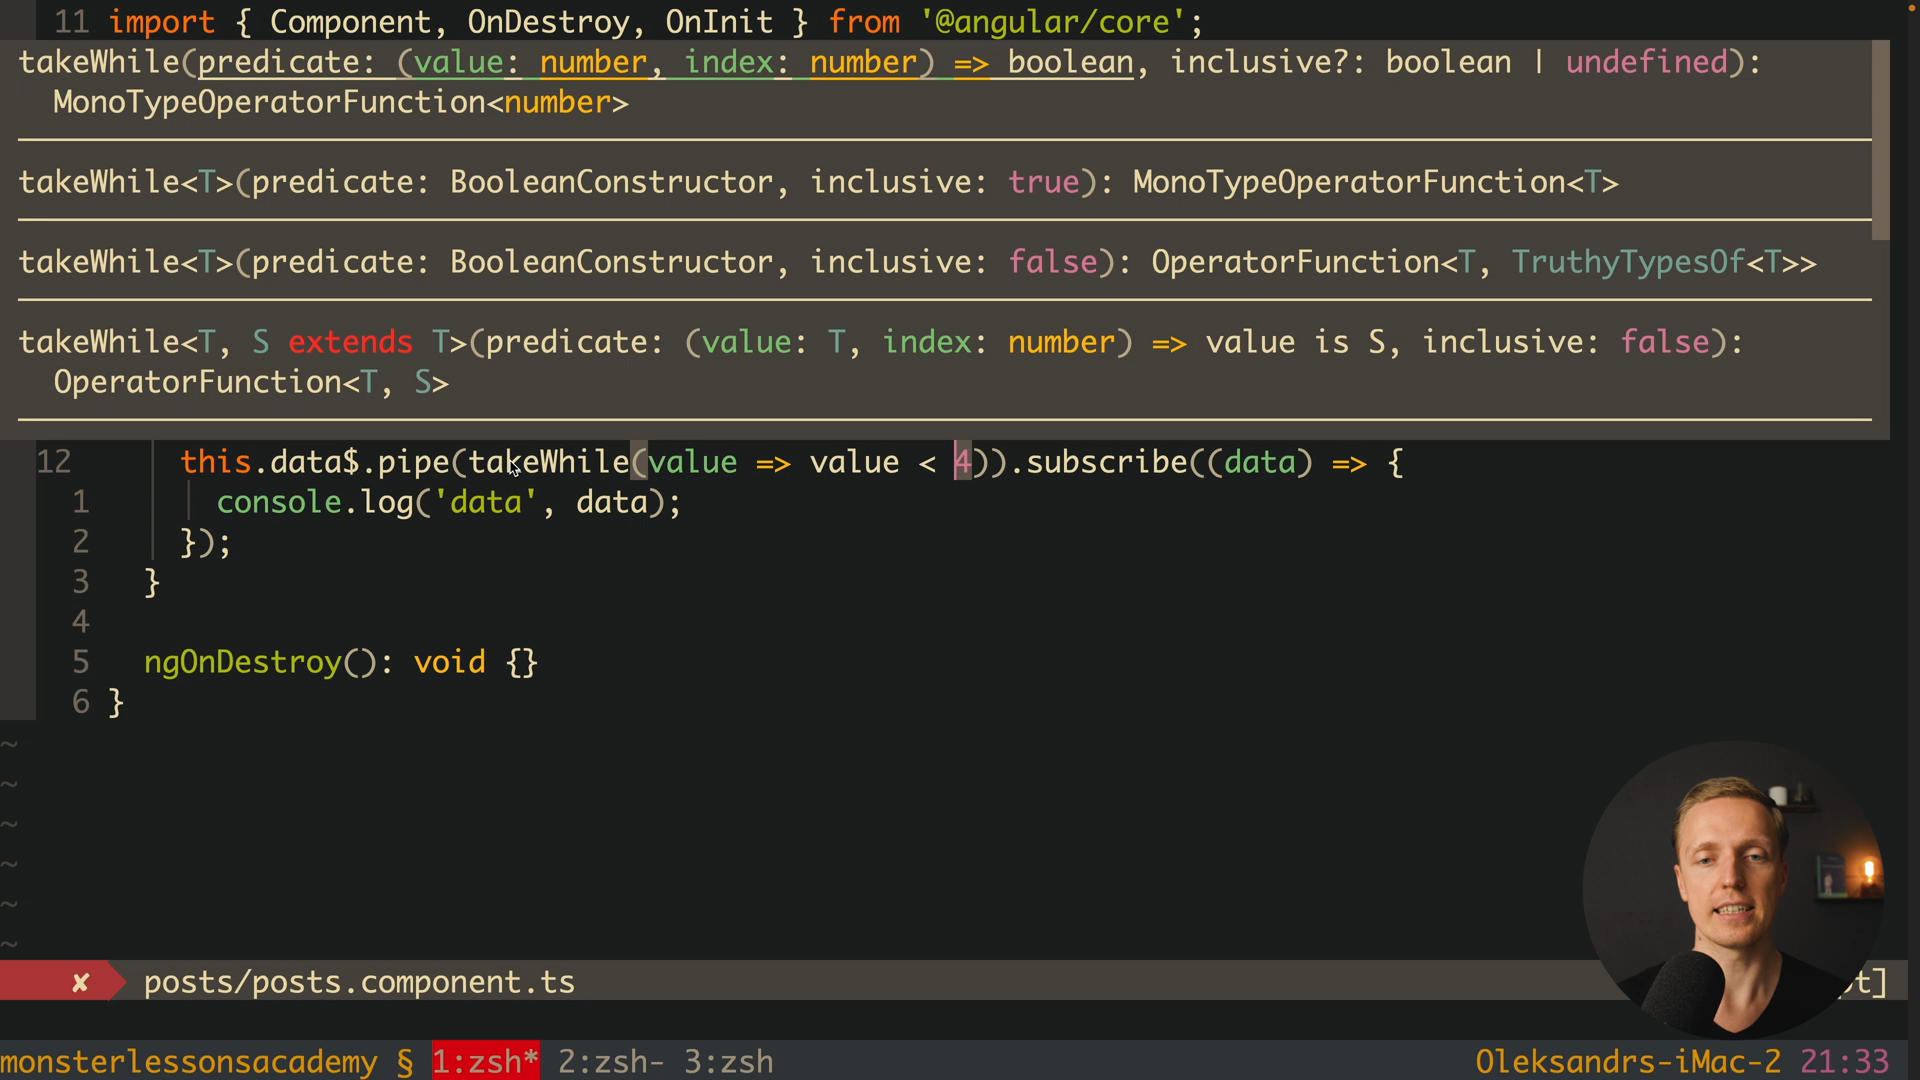 11 import { Component, OnDestroy, OnInit } from '@angular/core';
takeWhile(predicate: (value: number, index: number) => boolean, inclusive?: boolean | undefined):
MonoTypeOperatorFunction<number>
takeWhile<T>(predicate: BooleanConstructor, inclusive: true): MonoTypeOperatorFunction<T>
takeWhile<T>(predicate: BooleanConstructor, inclusive: false): OperatorFunction<T, TruthyTypesOf<T>>
takeWhile<T, S extends T>(predicate: (value: T, index: number) => value is S, inclusive: false):
OperatorFunction<T, S>
12 this.data$.pipe(takeWhile(value => value < 4)).subscribe((data) => {
1 console.log('data', data);
2 });
3 }
4
5 ngOnDestroy(): void {}
6 }
~
~
~
~
~
~
✘ posts/posts.component.ts
t]
monsterlessonsacademy § 1:zsh* 2:zsh- 3:zsh Oleksandrs-iMac-2 21:33